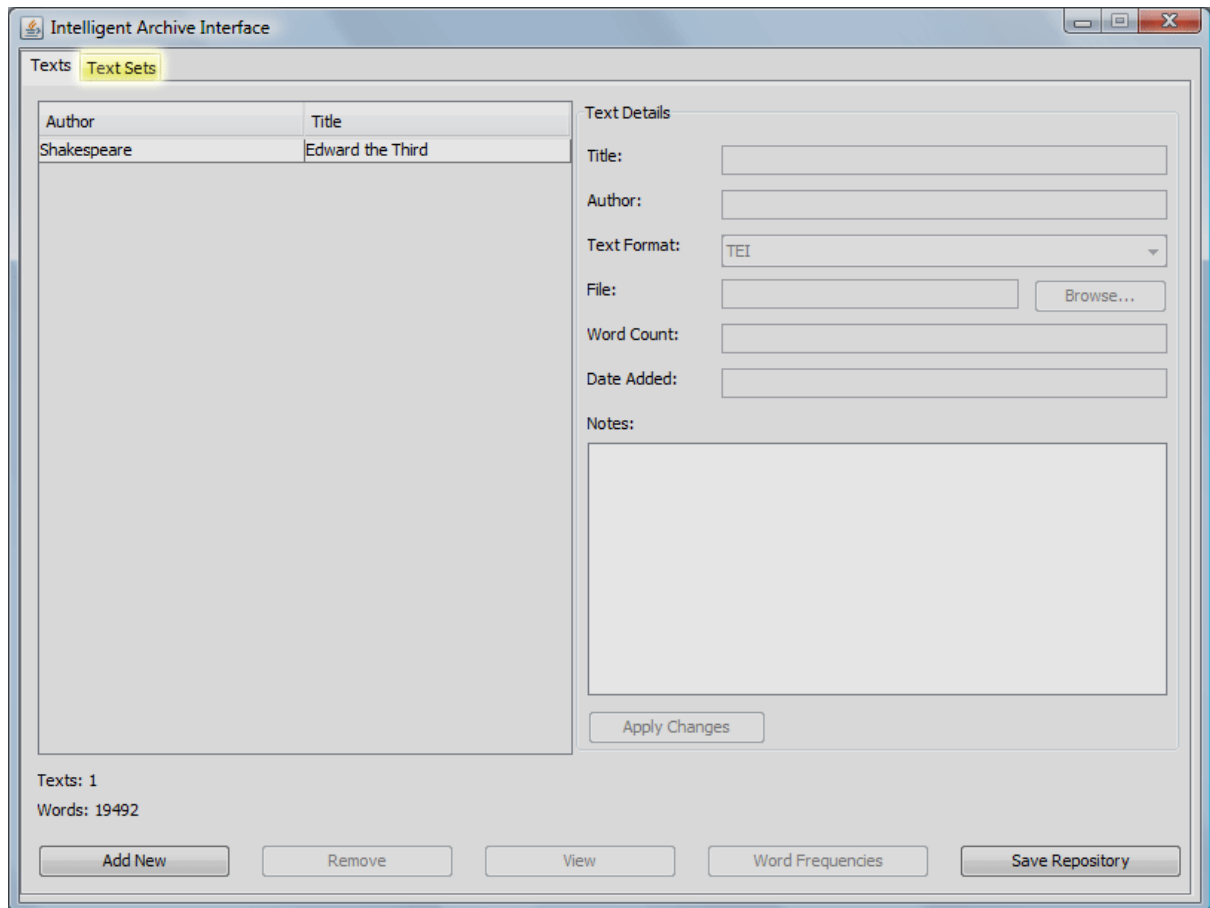 Intelligent Archive Interface
Texts Text Sets
Author Title
Shakespeare Edward the Third
Text Details
Title:
Author:
Text Format: TEI
File: Browse...
Word Count:
Date Added:
Notes:
Apply Changes
Texts: 1
Words: 19492
Add New Remove View Word Frequencies Save Repository